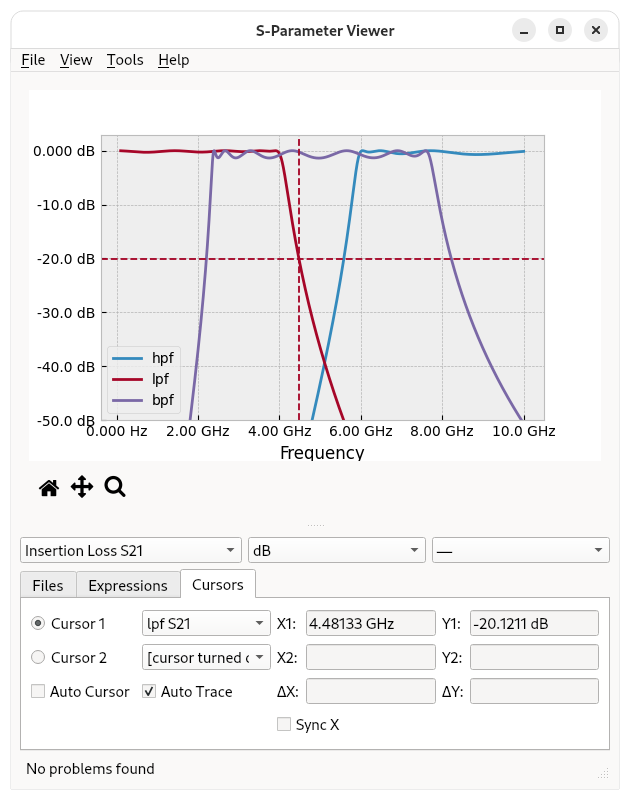 S-Parameter Viewer
File View Tools Help
0.000 dB
-10.0 dB
-20.0 dB
-30.0 dB
-40.0 dB
-50.0 dB
hpf
lpf
bpf
0.000 Hz 2.00 GHz 4.00 GHz 6.00 GHz 8.00 GHz 10.0 GHz
Frequency
Insertion Loss S21 dB —
Files Expressions Cursors
Cursor 1 lpf S21 X1: 4.48133 GHz Y1: -20.1211 dB
Cursor 2 [cursor turned X2: Y2:
Auto Cursor Auto Trace ΔX: ΔY:
Sync X
No problems found